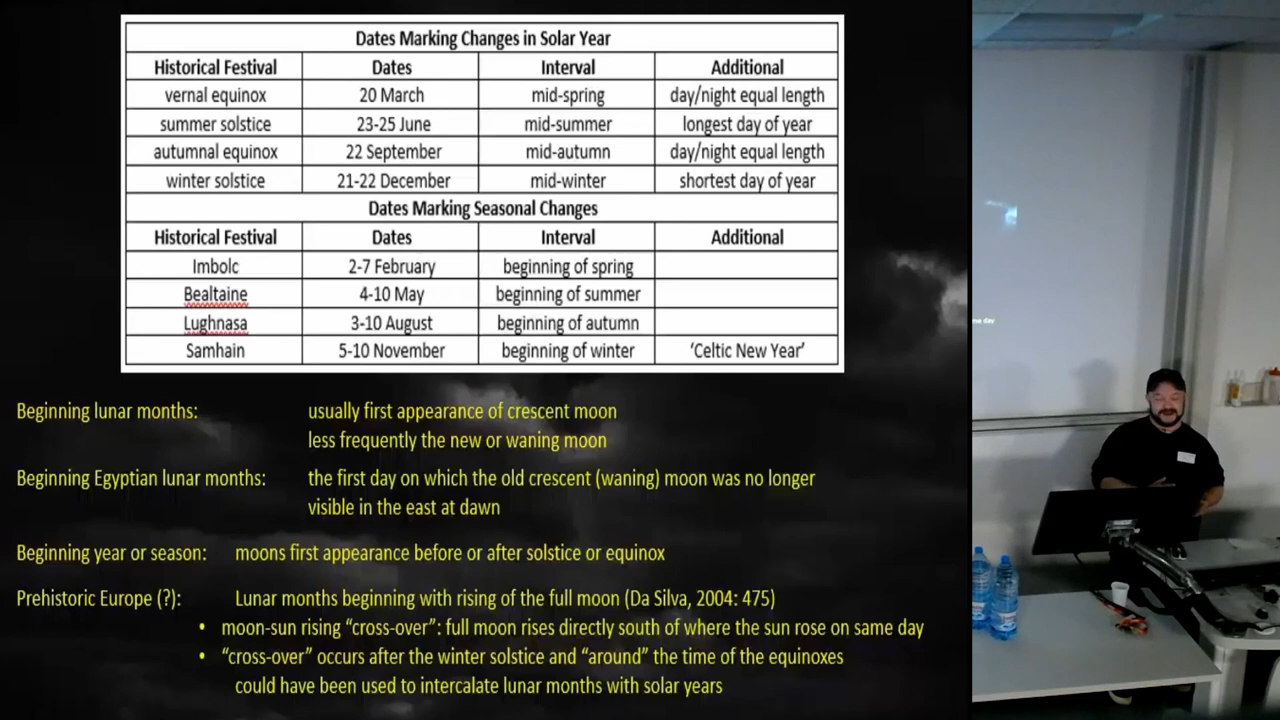 Dates Marking Changes in Solar Year
Historical Festival Dates Interval Additional
vernal equinox 20 March mid-spring day/night equal length
summer solstice 23-25 June mid-summer longest day of year
autumnal equinox 22 September mid-autumn day/night equal length
winter solstice 21-22 December mid-winter shortest day of year
Dates Marking Seasonal Changes
Historical Festival Dates Interval Additional
Imbolc 2-7 February beginning of spring
Bealtaine 4-10 May beginning of summer
Lughnasa 3-10 August beginning of autumn
Samhain 5-10 November beginning of winter 'Celtic New Year'
Beginning lunar months: usually first appearance of crescent moon
less frequently the new or waning moon
Beginning Egyptian lunar months: the first day on which the old crescent (waning) moon was no longer
visible in the east at dawn
Beginning year or season: moons first appearance before or after solstice or equinox
Prehistoric Europe (?): Lunar months beginning with rising of the full moon (Da Silva, 2004: 475)
• moon-sun rising "cross-over": full moon rises directly south of where the sun rose on same day
• "cross-over" occurs after the winter solstice and "around" the time of the equinoxes
could have been used to intercalate lunar months with solar years
day